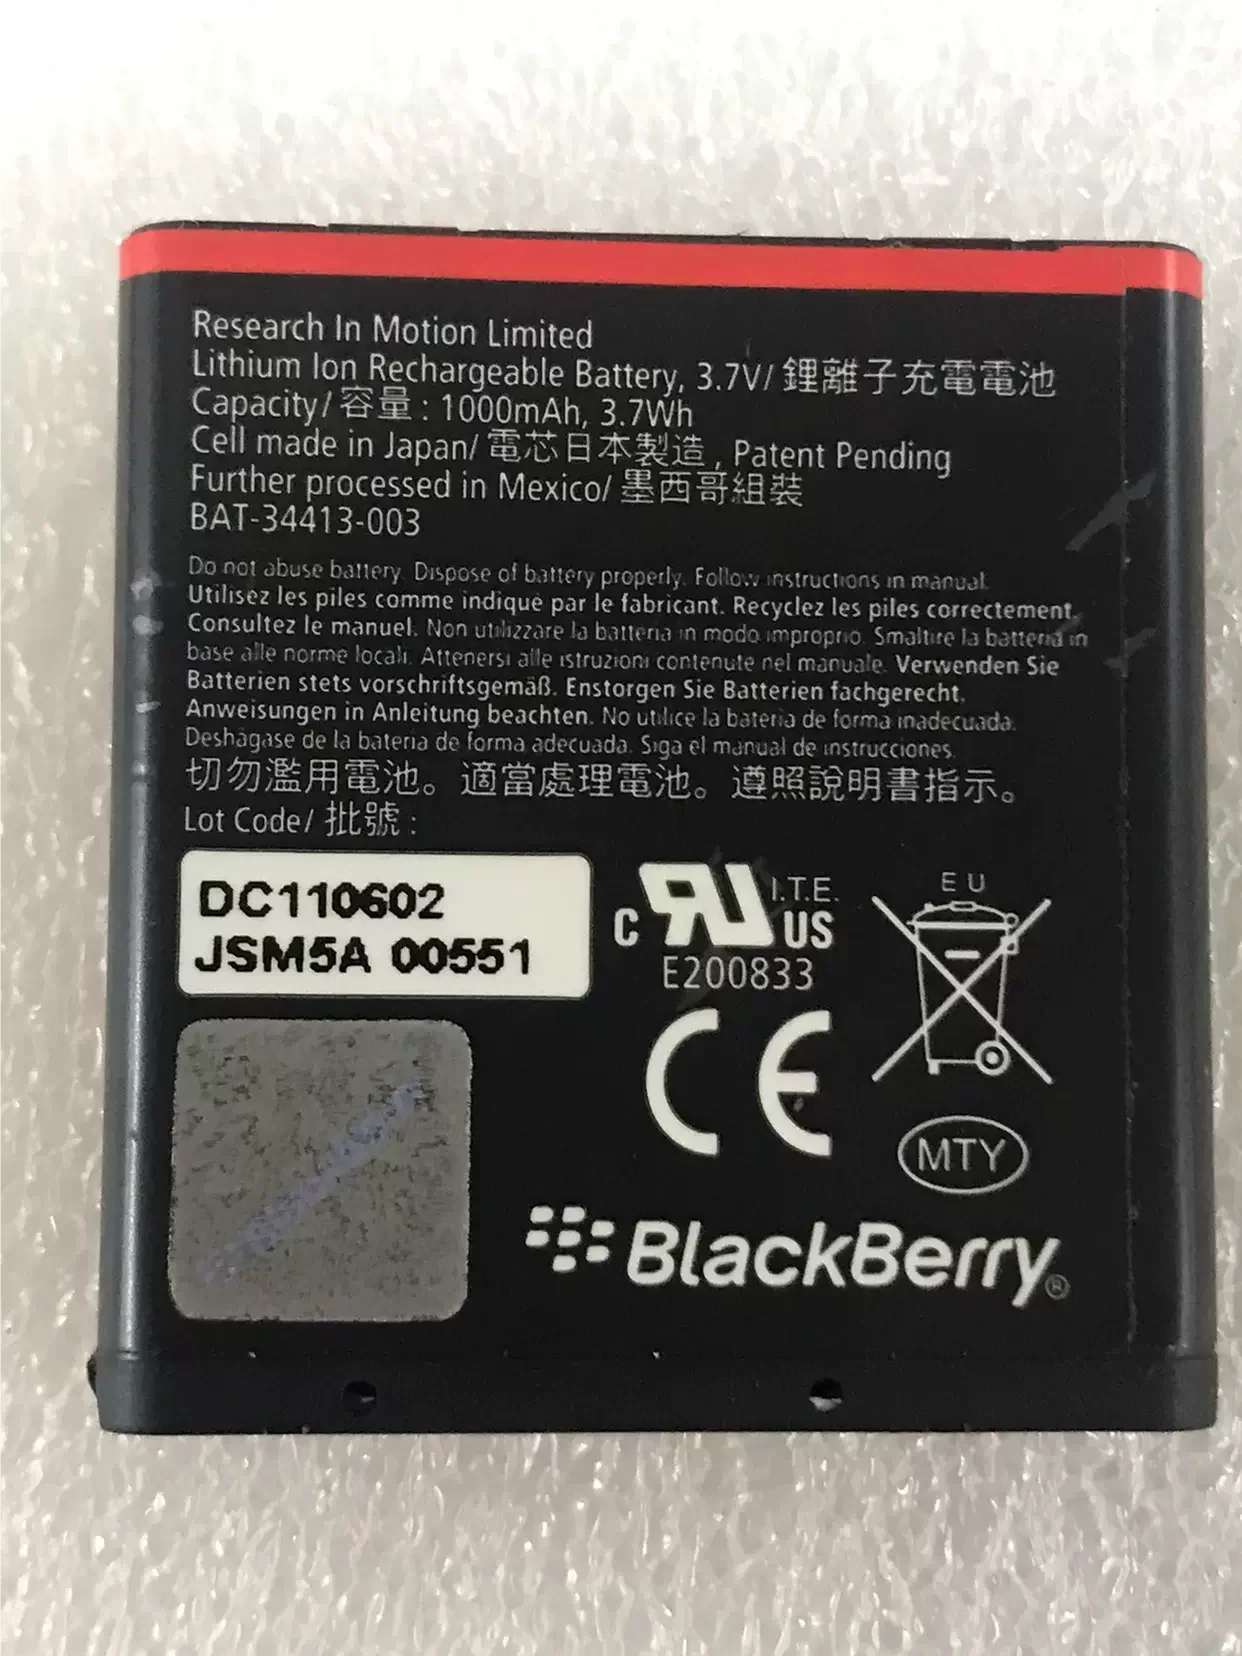 Research In Motion Limited
Lithium Ion Rechargeable Battery, 3.7V/ 鋰離子充電電池
Capacity/ 容量 : 1000mAh, 3.7Wh
Cell made in Japan/ 電芯日本製造 , Patent Pending
Further processed in Mexico/ 墨西哥組裝
BAT-34413-003
Do not abuse battery. Dispose of battery properly. Follow instructions in manual.
Utilisez les piles comme indiqué par le fabricant. Recyclez les piles correctement.
Consultez le manuel. Non utilizzare la batteria in modo improprio. Smaltire la batteria in
base alle norme locali. Attenersi alle istruzioni contenute nel manuale. Verwenden Sie
Batterien stets vorschriftsgemäß. Enstorgen Sie Batterien fachgerecht.
Anweisungen in Anleitung beachten. No utilice la batería de forma inadecuada.
Deshágase de la batería de forma adecuada. Siga el manual de instrucciones.
切勿濫用電池。適當處理電池。遵照說明書指示。
Lot Code/ 批號 :
DC110602
JSM5A 00551
C RU I.T.E. US
E200833
EU
CE
MTY
BlackBerry®